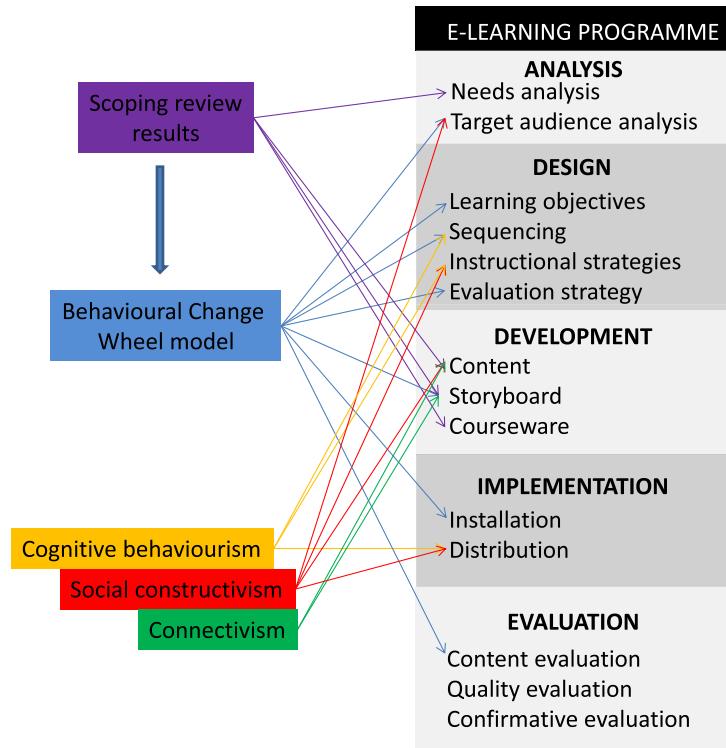 E-LEARNING PROGRAMME
Scoping review
results
Behavioural Change
Wheel model
Cognitive behaviourism
Social constructivism
Connectivism
ANALYSIS
Needs analysis
Target audience analysis
DESIGN
Learning objectives
Sequencing
Instructional strategies
Evaluation strategy
DEVELOPMENT
Content
Storyboard
Courseware
IMPLEMENTATION
Installation
Distribution
EVALUATION
Content evaluation
Quality evaluation
Confirmative evaluation